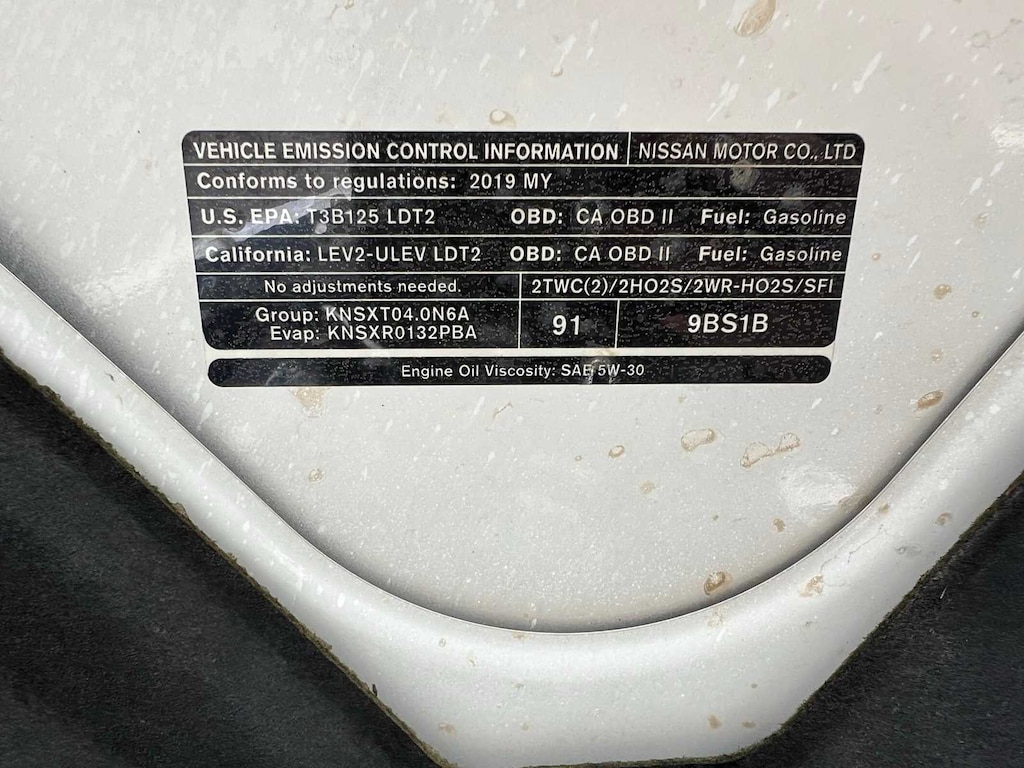 VEHICLE EMISSION CONTROL INFORMATION NISSAN MOTOR CO., LTD
Conforms to regulations: 2019 MY
U.S. EPA: T3B125 LDT2 OBD: CA OBD II Fuel: Gasoline
California: LEV2-ULEV LDT2 OBD: CA OBD II Fuel: Gasoline
No adjustments needed. 2TWC(2)/2HO2S/2WR-HO2S/SFI
Group: KNSXT04.0N6A
Evap: KNSXR0132PBA
91
9BS1B
Engine Oil Viscosity: SAE 5W-30